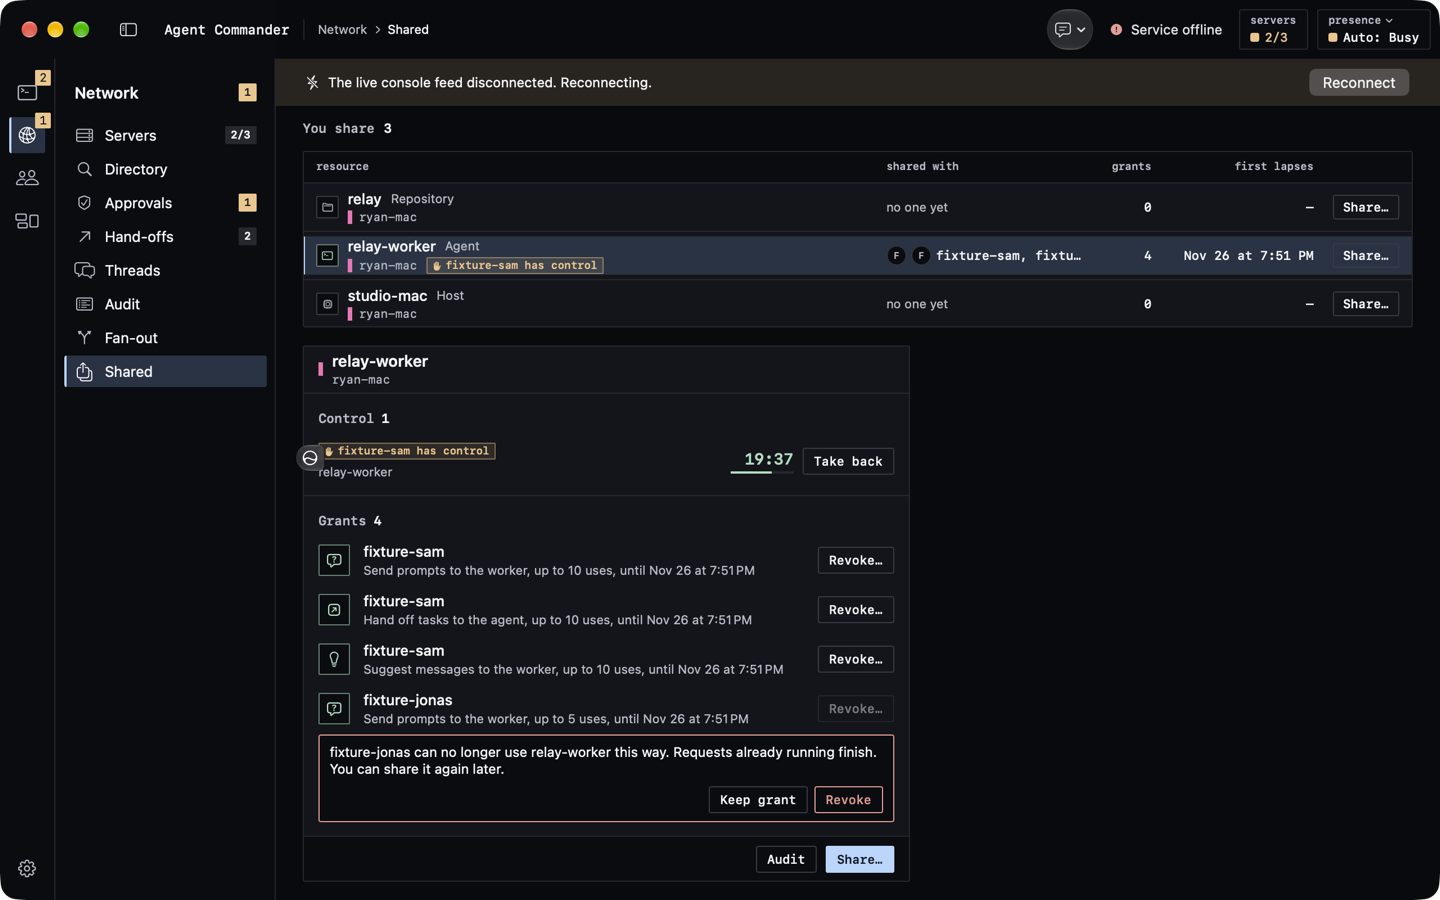 Agent Commander
Network > Shared
Service offline
servers
2/3
presence
Auto: Busy
2
1
Network 1
Servers 2/3
Directory
Approvals 1
Hand-offs 2
Threads
Audit
Fan-out
Shared
The live console feed disconnected. Reconnecting.
Reconnect
You share 3
resource shared with grants first lapses
relay Repository
ryan-mac
no one yet 0 — Share…
relay-worker Agent
ryan-mac fixture-sam has control
F F fixture-sam, fixtu… 4 Nov 26 at 7:51 PM Share…
studio-mac Host
ryan-mac
no one yet 0 — Share…
relay-worker
ryan-mac
Control 1
fixture-sam has control
relay-worker
19:37 Take back
Grants 4
fixture-sam
Send prompts to the worker, up to 10 uses, until Nov 26 at 7:51 PM
Revoke…
fixture-sam
Hand off tasks to the agent, up to 10 uses, until Nov 26 at 7:51 PM
Revoke…
fixture-sam
Suggest messages to the worker, up to 10 uses, until Nov 26 at 7:51 PM
Revoke…
fixture-jonas
Send prompts to the worker, up to 5 uses, until Nov 26 at 7:51 PM
Revoke…
fixture-jonas can no longer use relay-worker this way. Requests already running finish.
You can share it again later.
Keep grant Revoke
Audit Share…